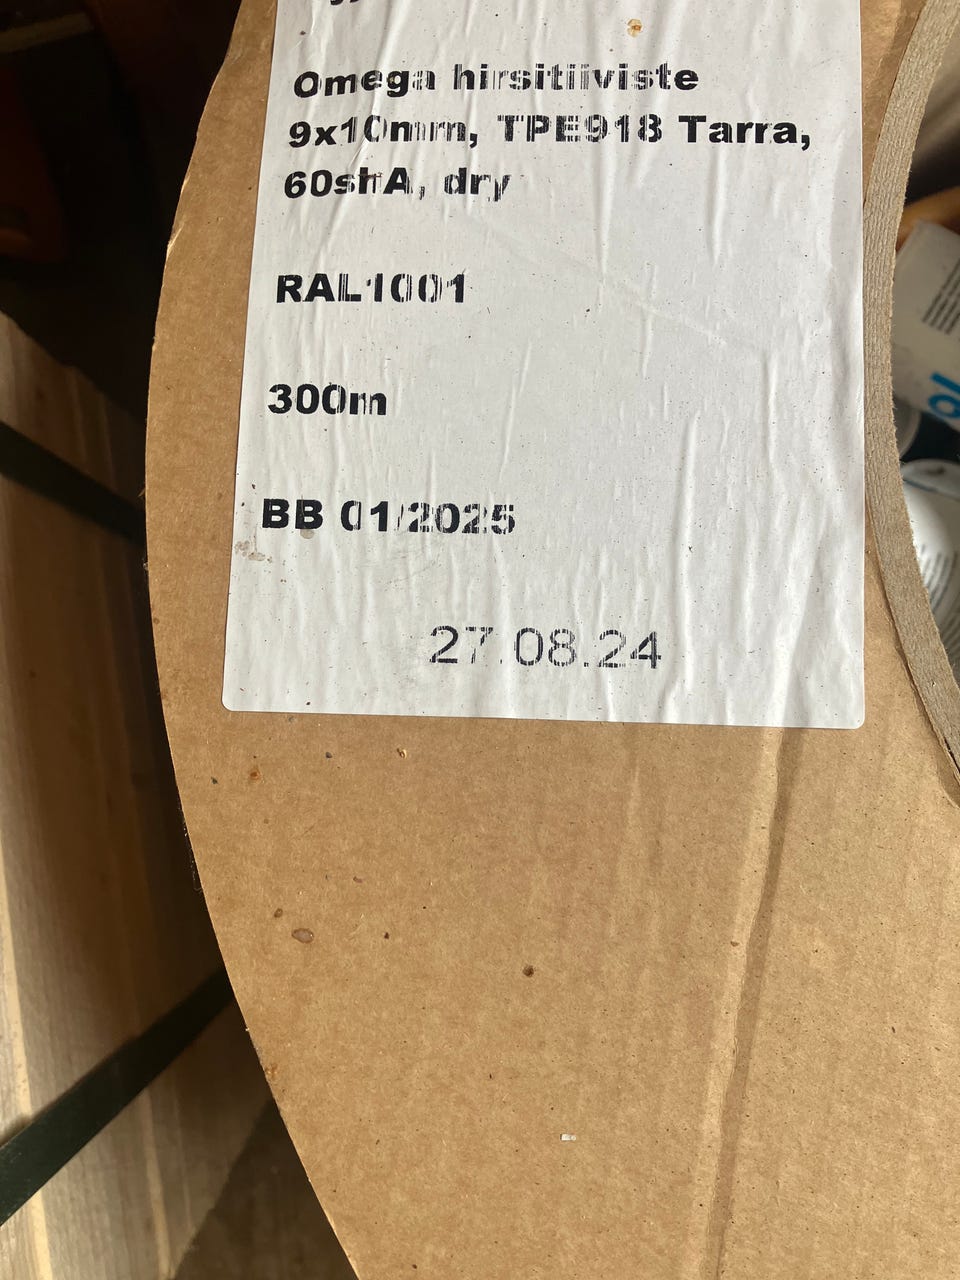 Omega hirsitiiviste
9x10mm, TPE918 Tarra,
60shA, dry
RAL1001
300m
BB 01/2025
27.08.24